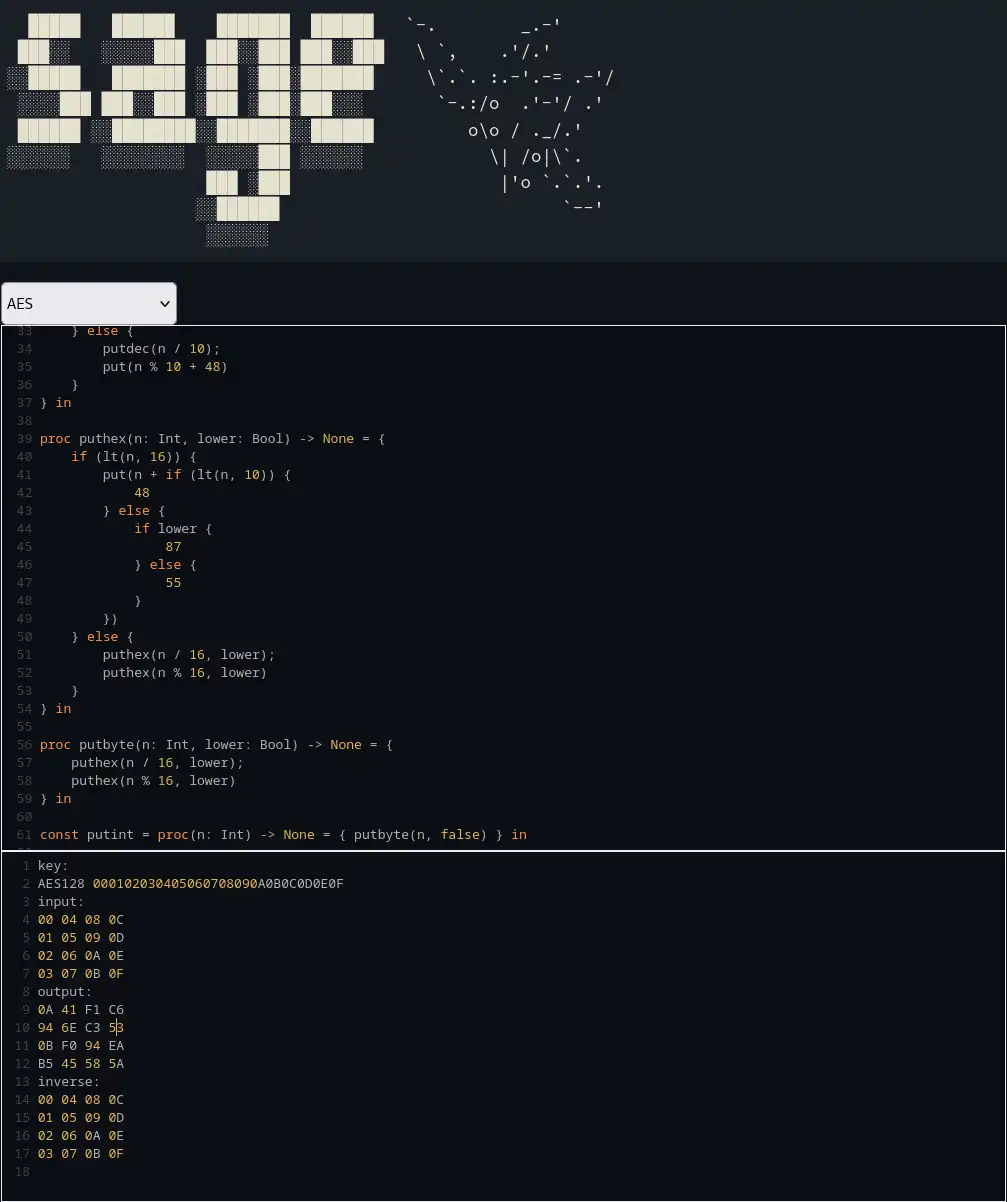 sage
AES
33     } else {
34         putdec(n / 10);
35         put(n % 10 + 48)
36     }
37 } in
38
39 proc puthex(n: Int, lower: Bool) -> None = {
40     if (lt(n, 16)) {
41         put(n + if (lt(n, 10)) {
42             48
43         } else {
44             if lower {
45                 87
46             } else {
47                 55
48             }
49         })
50     } else {
51         puthex(n / 16, lower);
52         puthex(n % 16, lower)
53     }
54 } in
55
56 proc putbyte(n: Int, lower: Bool) -> None = {
57     puthex(n / 16, lower);
58     puthex(n % 16, lower)
59 } in
60
61 const putint = proc(n: Int) -> None = { putbyte(n, false) } in
1 key:
2 AES128 000102030405060708090A0B0C0D0E0F
3 input:
4 00 04 08 0C
5 01 05 09 0D
6 02 06 0A 0E
7 03 07 0B 0F
8 output:
9 0A 41 F1 C6
10 94 6E C3 53
11 0B F0 94 EA
12 B5 45 58 5A
13 inverse:
14 00 04 08 0C
15 01 05 09 0D
16 02 06 0A 0E
17 03 07 0B 0F
18